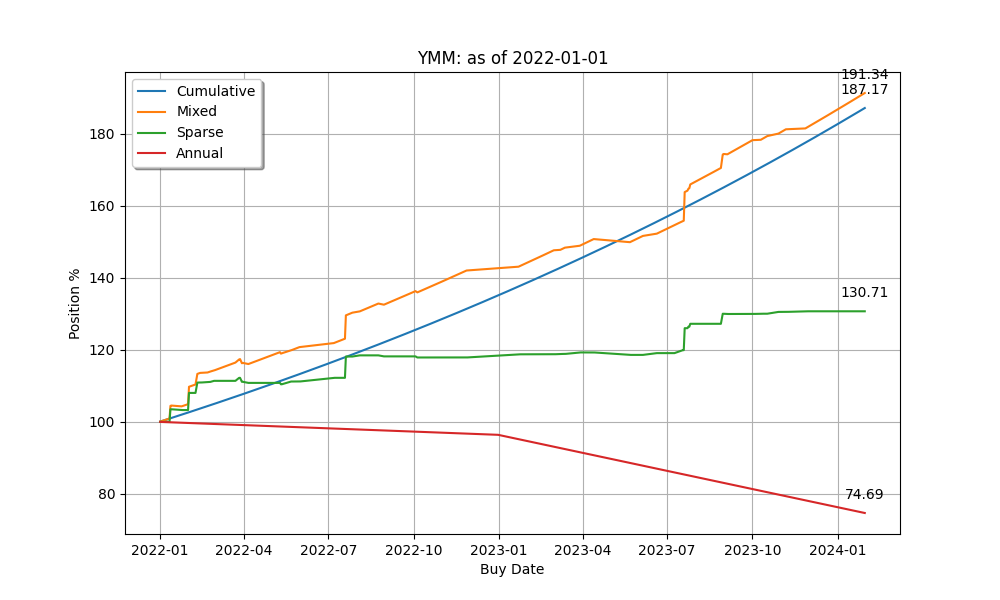 YMM: as of 2022-01-01
191.34
187.17
Cumulative
Mixed
Sparse
Annual
180
160
140
120
100
80
130.71
74.69
Position %
2022-01 2022-04 2022-07 2022-10 2023-01 2023-04 2023-07 2023-10 2024-01
Buy Date